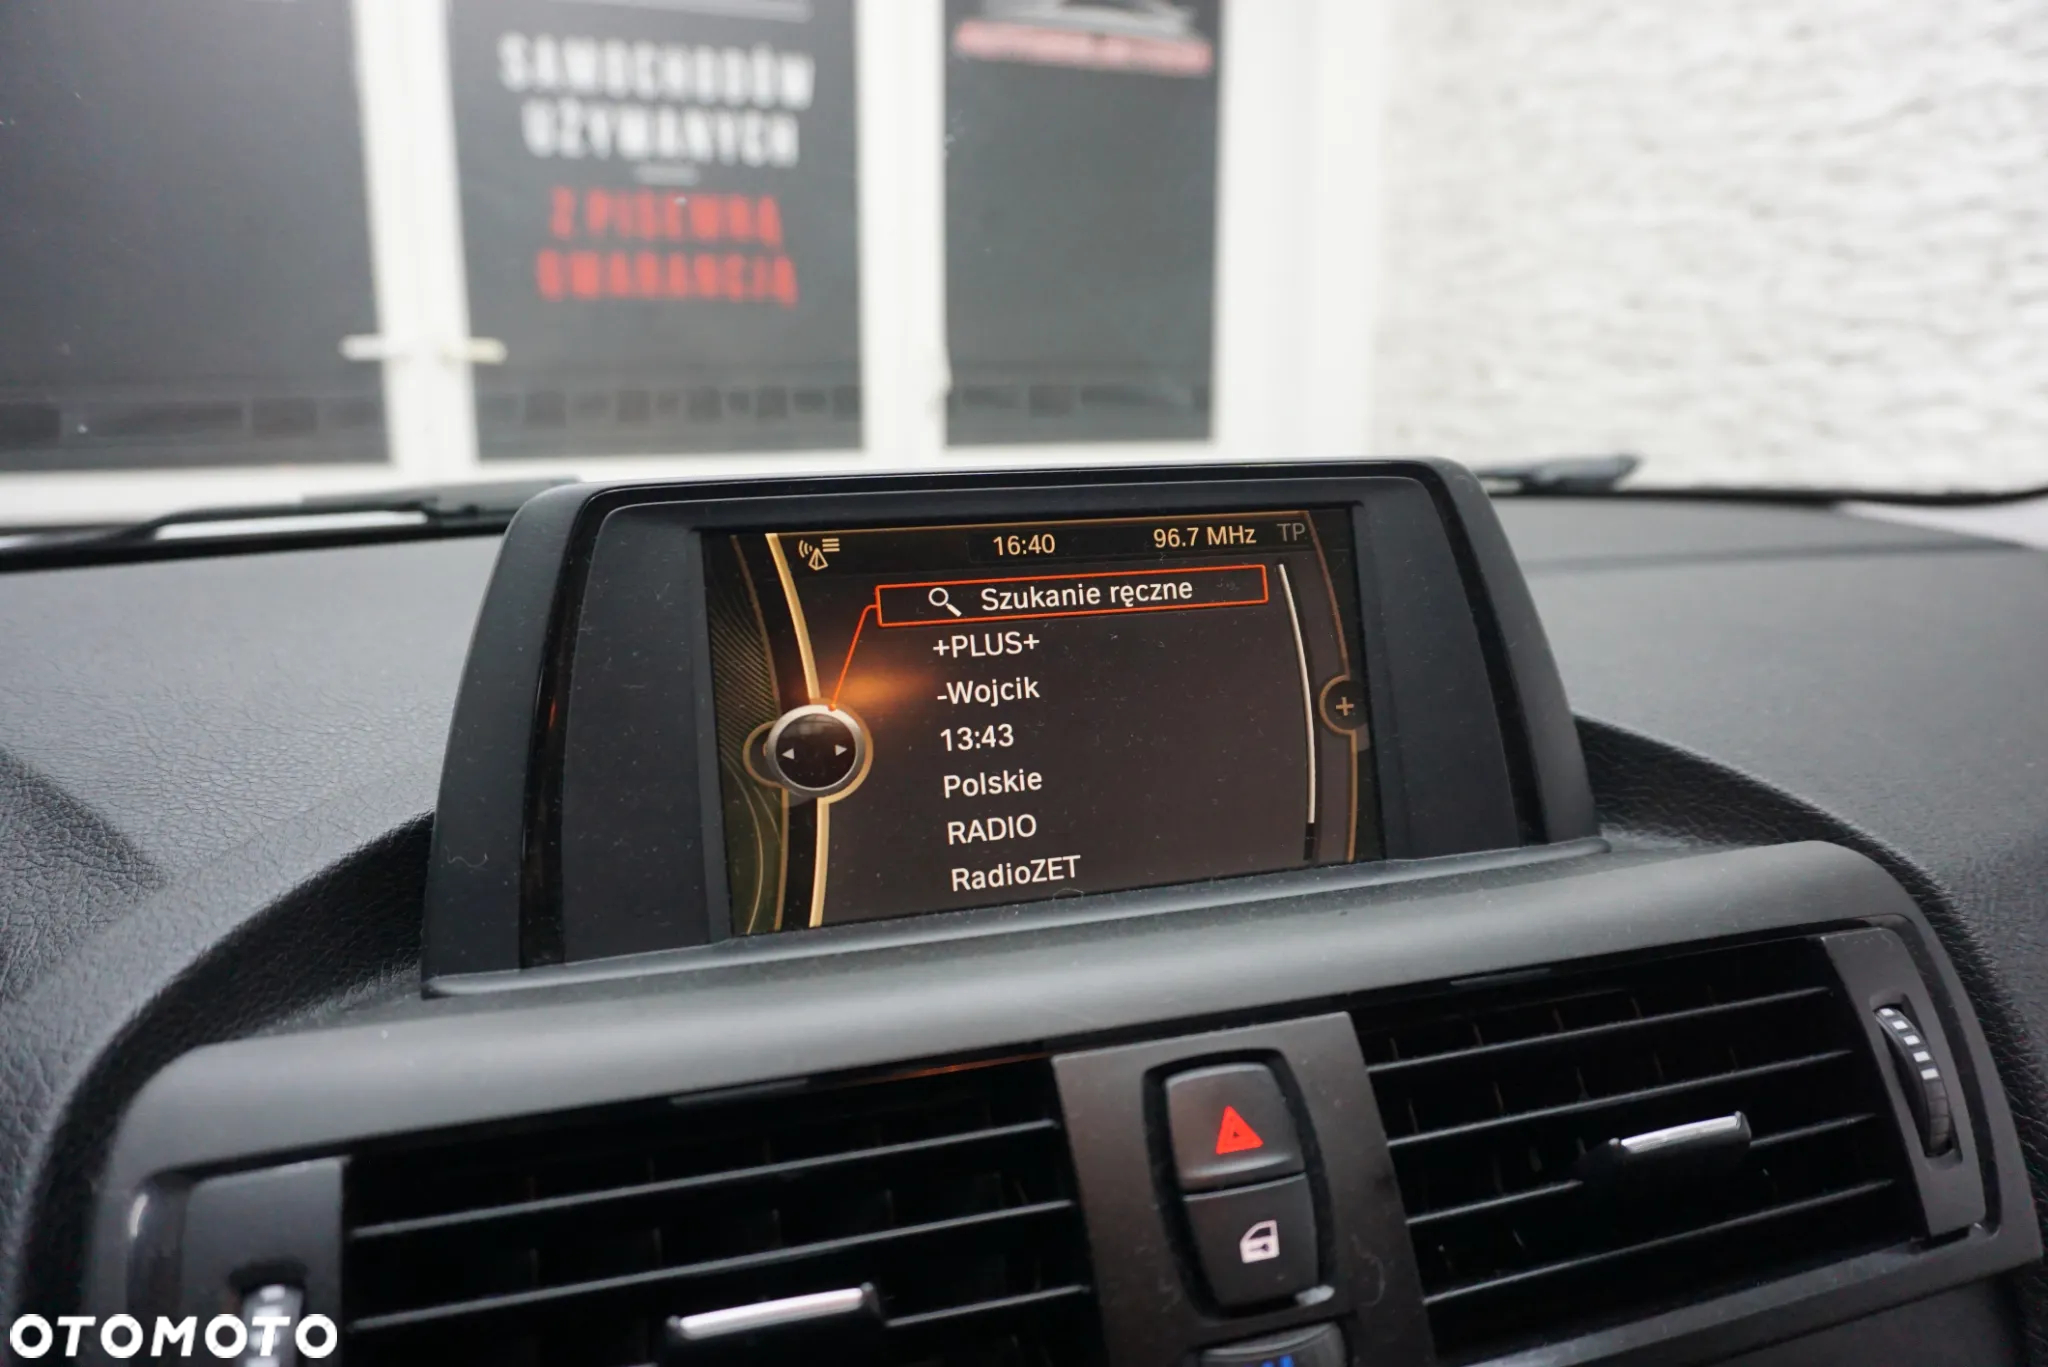 SAMOCHODÓW
UŻYWANYCH
Z PISEMNĄ
GWARANCJĄ
16:40 96.7 MHz TP
Szukanie ręczne
+PLUS+
-Wojcik
13:43
Polskie
RADIO
RadioZET
OTOMOTO